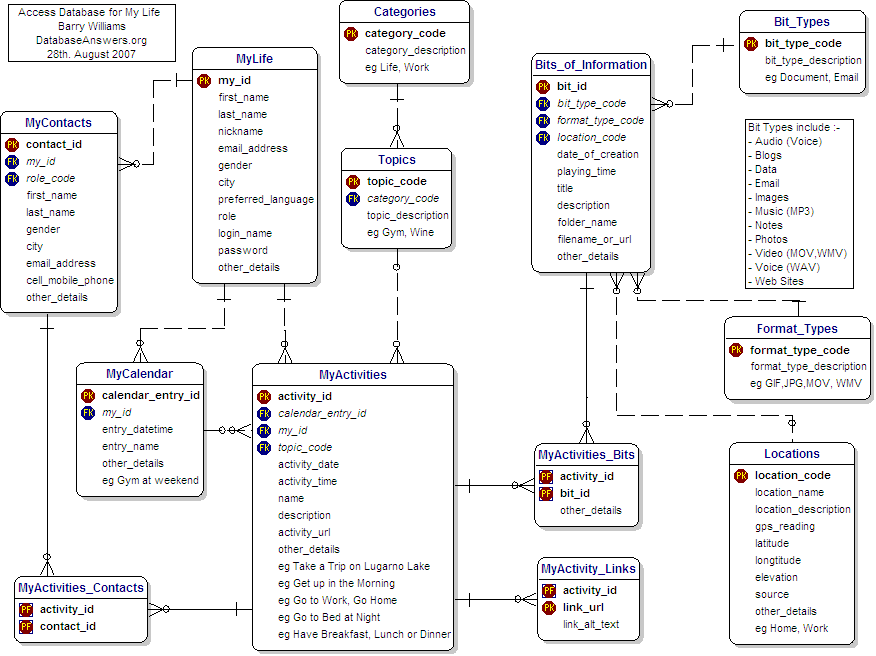 Access Database for My Life
Barry Williams
DatabaseAnswers.org
28th. August 2007
Categories
PK category_code
category_description
eg Life, Work
Bit_Types
PK bit_type_code
bit_type_description
eg Document, Email
MyLife
PK my_id
first_name
last_name
nickname
email_address
gender
city
preferred_language
role
login_name
password
other_details
Bits_of_Information
PK bit_id
FK bit_type_code
FK format_type_code
FK location_code
date_of_creation
playing_time
title
description
folder_name
filename_or_url
other_details
MyContacts
PK contact_id
FK my_id
FK role_code
first_name
last_name
gender
city
email_address
cell_mobile_phone
other_details
Topics
PK topic_code
FK category_code
topic_description
eg Gym, Wine
Bit Types include :-
- Audio (Voice)
- Blogs
- Data
- Email
- Images
- Music (MP3)
- Notes
- Photos
- Video (MOV,WMV)
- Voice (WAV)
- Web Sites
Format_Types
PK format_type_code
format_type_description
eg GIF,JPG,MOV, WMV
MyCalendar
PK calendar_entry_id
FK my_id
entry_datetime
entry_name
other_details
eg Gym at weekend
MyActivities
PK activity_id
FK calendar_entry_id
FK my_id
FK topic_code
activity_date
activity_time
name
description
activity_url
other_details
eg Take a Trip on Lugarno Lake
eg Get up in the Morning
eg Go to Work, Go Home
eg Go to Bed at Night
eg Have Breakfast, Lunch or Dinner
MyActivities_Bits
PF activity_id
PF bit_id
other_details
Locations
PK location_code
location_name
location_description
gps_reading
latitude
longtitude
elevation
source
other_details
eg Home, Work
MyActivities_Contacts
PF activity_id
PF contact_id
MyActivity_Links
PF activity_id
PK link_url
link_alt_text